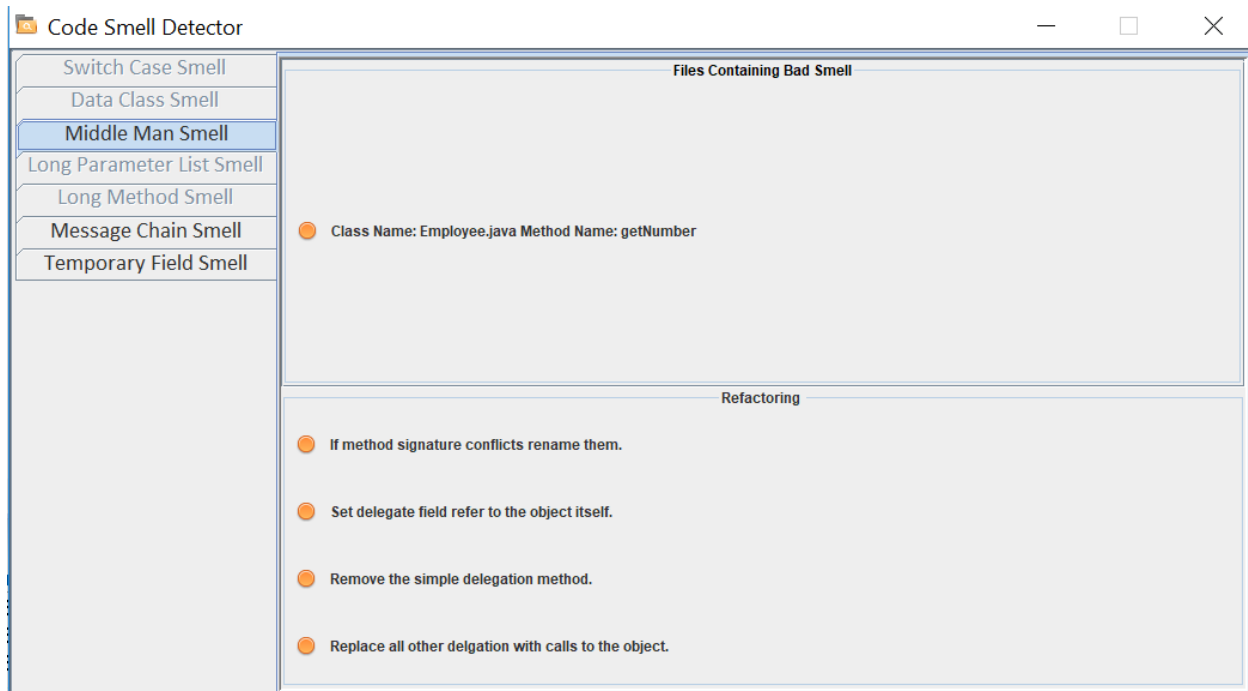 Code Smell Detector
Switch Case Smell
Data Class Smell
Middle Man Smell
Long Parameter List Smell
Long Method Smell
Message Chain Smell
Temporary Field Smell
Files Containing Bad Smell
Class Name: Employee.java Method Name: getNumber
Refactoring
If method signature conflicts rename them.
Set delegate field refer to the object itself.
Remove the simple delegation method.
Replace all other delgation with calls to the object.